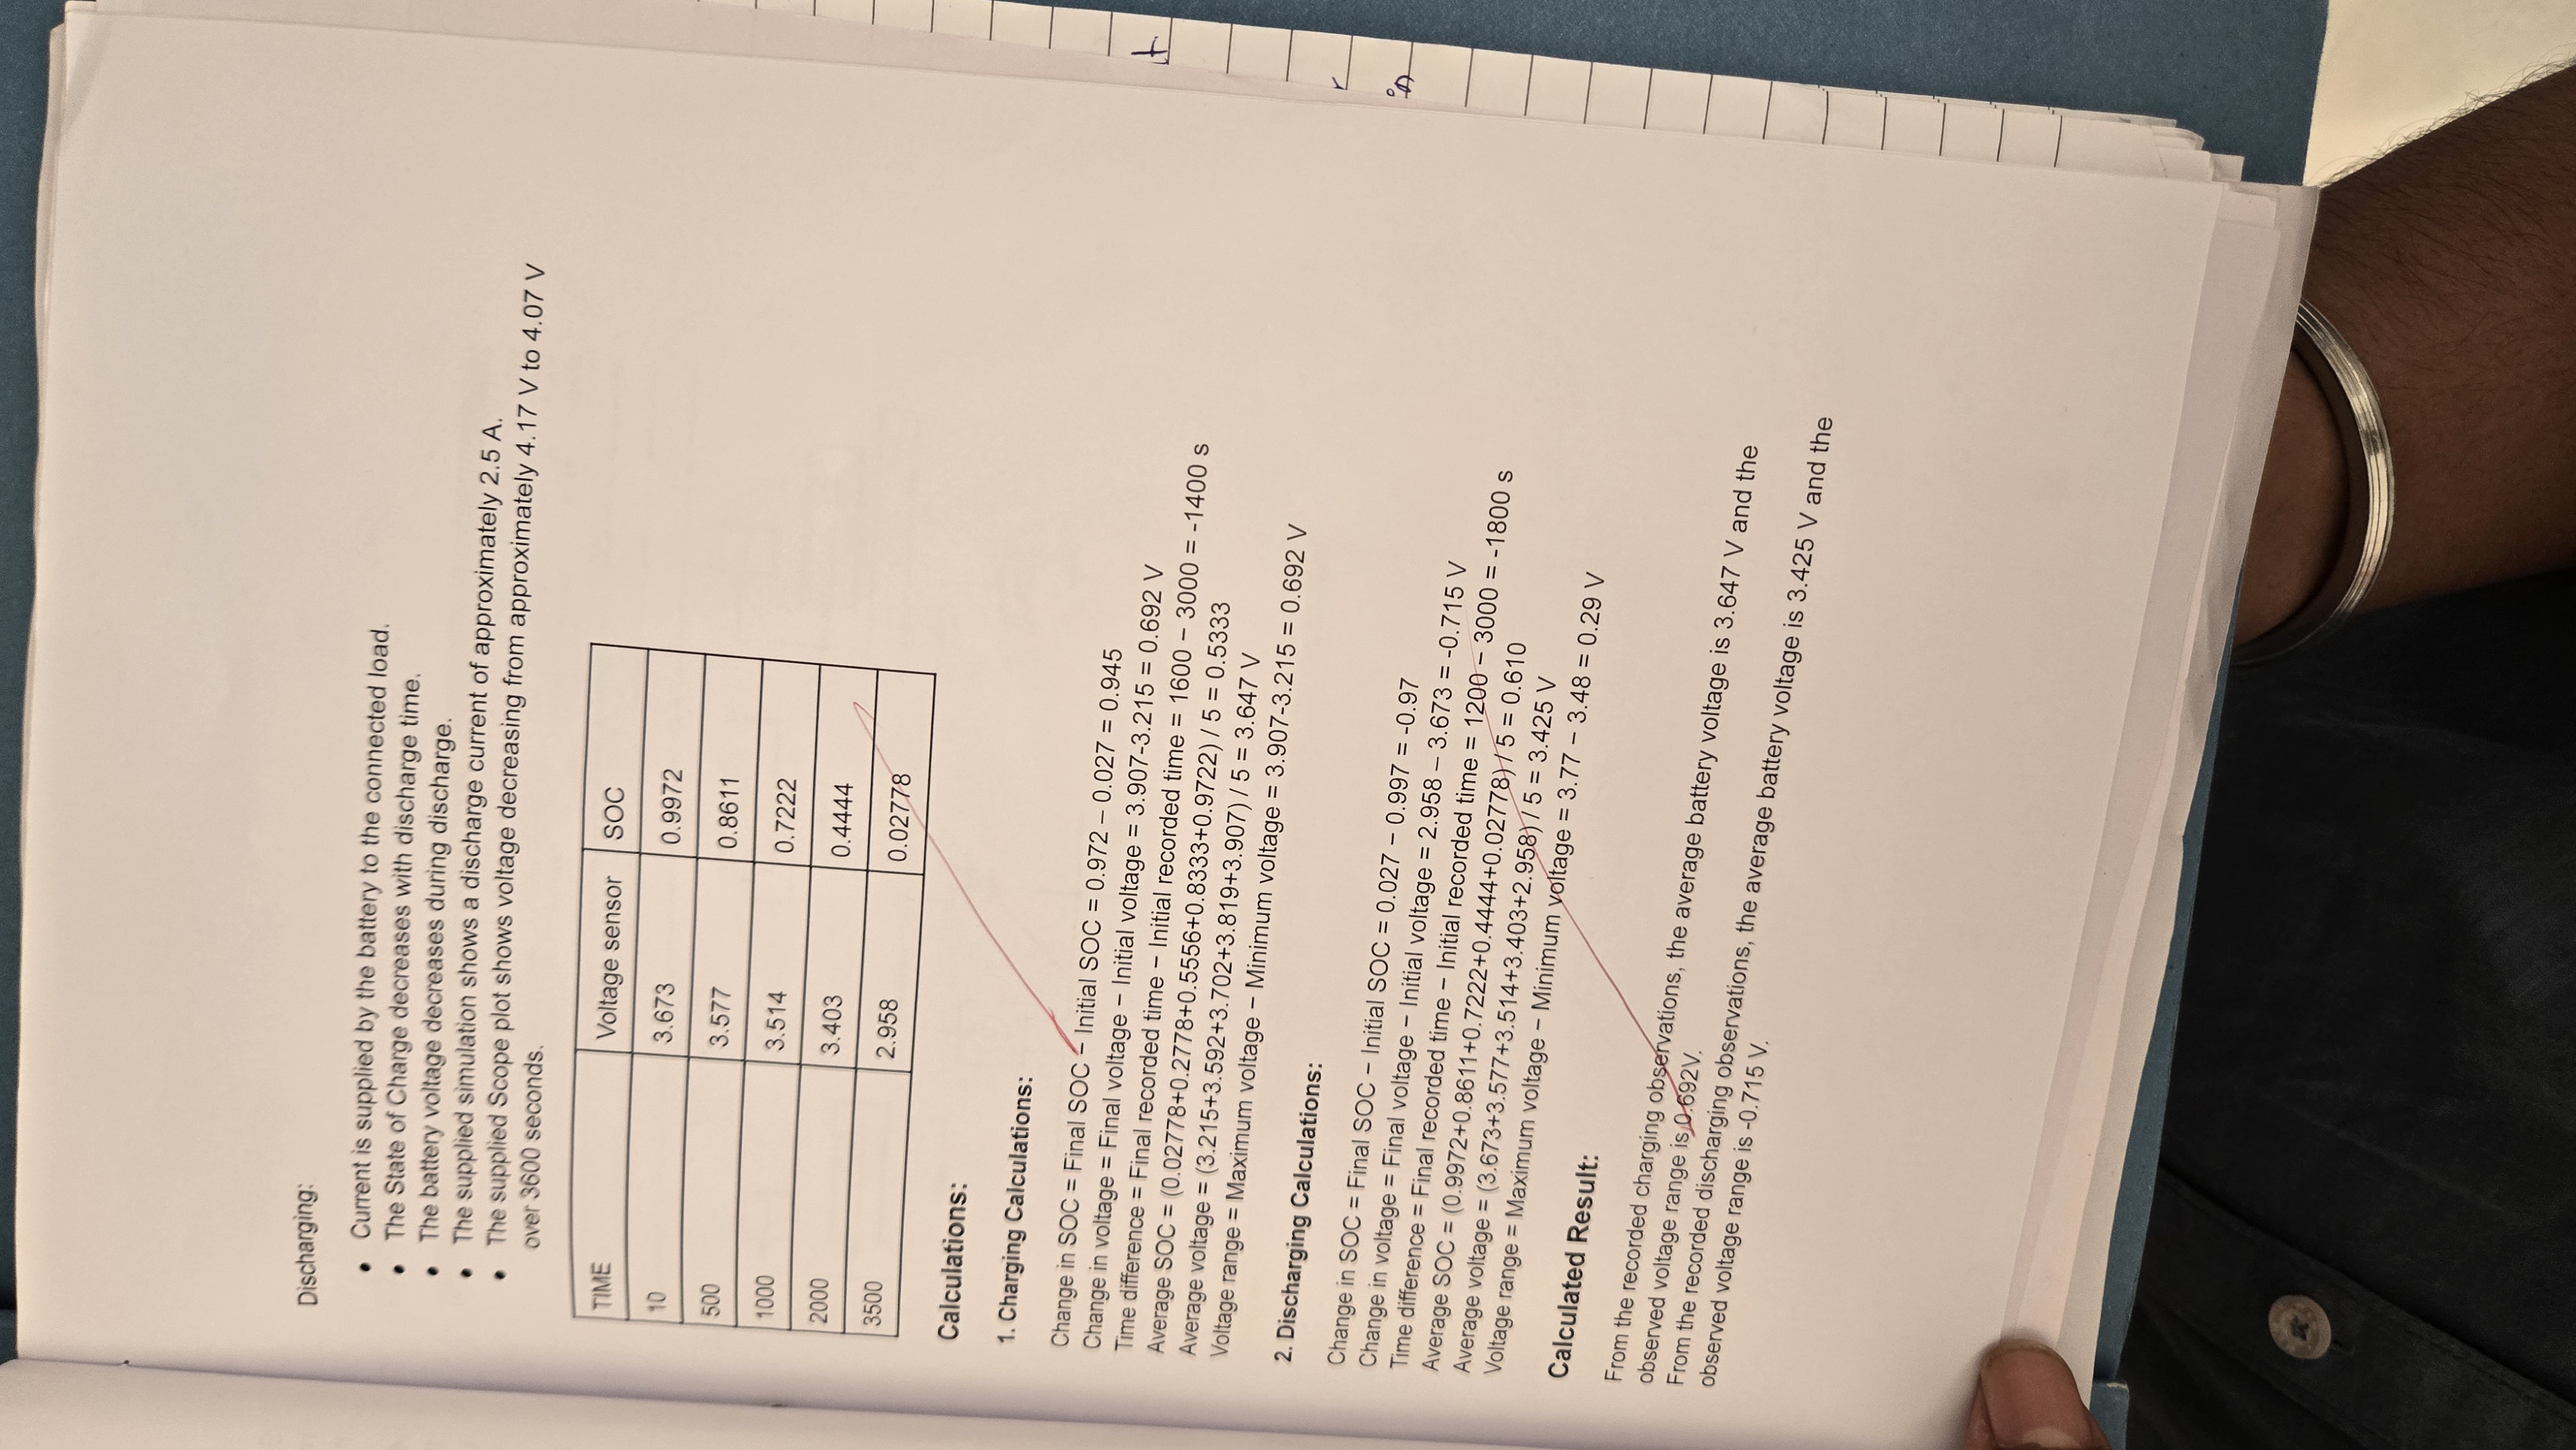 Discharging:
Current is supplied by the battery to the connected load.
The State of Charge decreases with discharge time.
The battery voltage decreases during discharge.
The supplied simulation shows a discharge current of approximately 2.5 A.
The supplied Scope plot shows voltage decreasing from approximately 4.17 V to 4.07 V
over 3600 seconds.
TIME Voltage sensor SOC
10 3.673 0.9972
500 3.577 0.8611
1000 3.514 0.7222
2000 3.403 0.4444
3500 2.958 0.02778
Calculations:
1. Charging Calculations:
Change in SOC = Final SOC − Initial SOC = 0.972 – 0.027 = 0.945
Change in voltage = Final voltage − Initial voltage = 3.907-3.215 = 0.692 V
Time difference = Final recorded time − Initial recorded time = 1600 − 3000 = -1400 s
Average SOC = (0.02778+0.2778+0.5556+0.8333+0.9722) / 5 = 0.5333
Average voltage = (3.215+3.592+3.702+3.819+3.907) / 5 = 3.647 V
Voltage range = Maximum voltage − Minimum voltage = 3.907-3.215 = 0.692 V
2. Discharging Calculations:
Change in SOC = Final SOC − Initial SOC = 0.027 − 0.997 = -0.97
Change in voltage = Final voltage − Initial voltage = 2.958 – 3.673 = -0.715 V
Time difference = Final recorded time − Initial recorded time = 1200 − 3000 = -1800 s
Average SOC = (0.9972+0.8611+0.7222+0.4444+0.02778) / 5 = 0.610
Average voltage = (3.673+3.577+3.514+3.403+2.958) / 5 = 3.425 V
Voltage range = Maximum voltage − Minimum voltage = 3.77 − 3.48 = 0.29 V
Calculated Result:
From the recorded charging observations, the average battery voltage is 3.647 V and the
observed voltage range is 0.692V.
From the recorded discharging observations, the average battery voltage is 3.425 V and the
observed voltage range is -0.715 V.